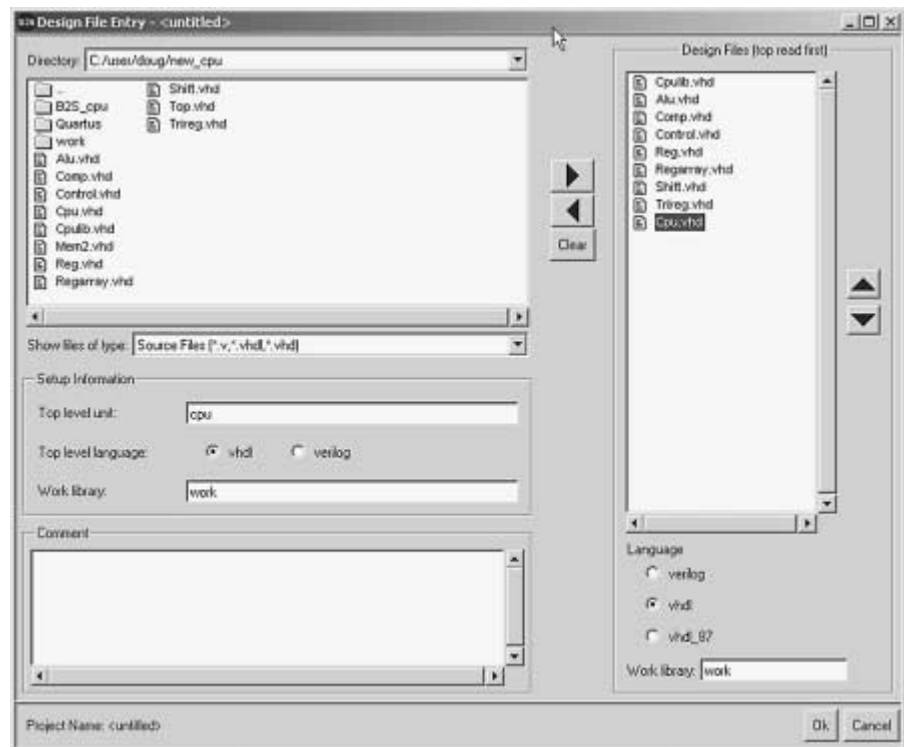 B2S Design File Entry - <untitled>
Directory: C:/user/doug/new_cpu
..
B2S_cpu
Quartus
work
Alu.vhd
Comp.vhd
Control.vhd
Cpu.vhd
Cpulib.vhd
Mem2.vhd
Reg.vhd
Regarray.vhd
Shift.vhd
Top.vhd
Trireg.vhd
Show files of type: Source Files (*.v,*.vhdl,*.vhd)
Setup Information
Top level unit: cpu
Top level language: vhdl verilog
Work library: work
Comment
Clear
Design Files (top read first)
Cpulib.vhd
Alu.vhd
Comp.vhd
Control.vhd
Reg.vhd
Regarray.vhd
Shift.vhd
Trireg.vhd
Cpu.vhd
Language
verilog
vhdl
vhdl_87
Work library: work
Project Name: <untitled>
Ok Cancel